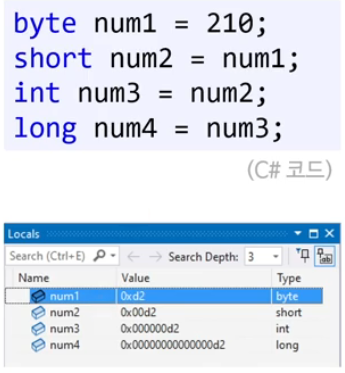 byte num1 = 210;
short num2 = num1;
int num3 = num2;
long num4 = num3;
(C# 코드)
Locals
Search (Ctrl+E) Search Depth: 3
Name Value Type
num1 0xd2 byte
num2 0x00d2 short
num3 0x000000d2 int
num4 0x00000000000000d2 long